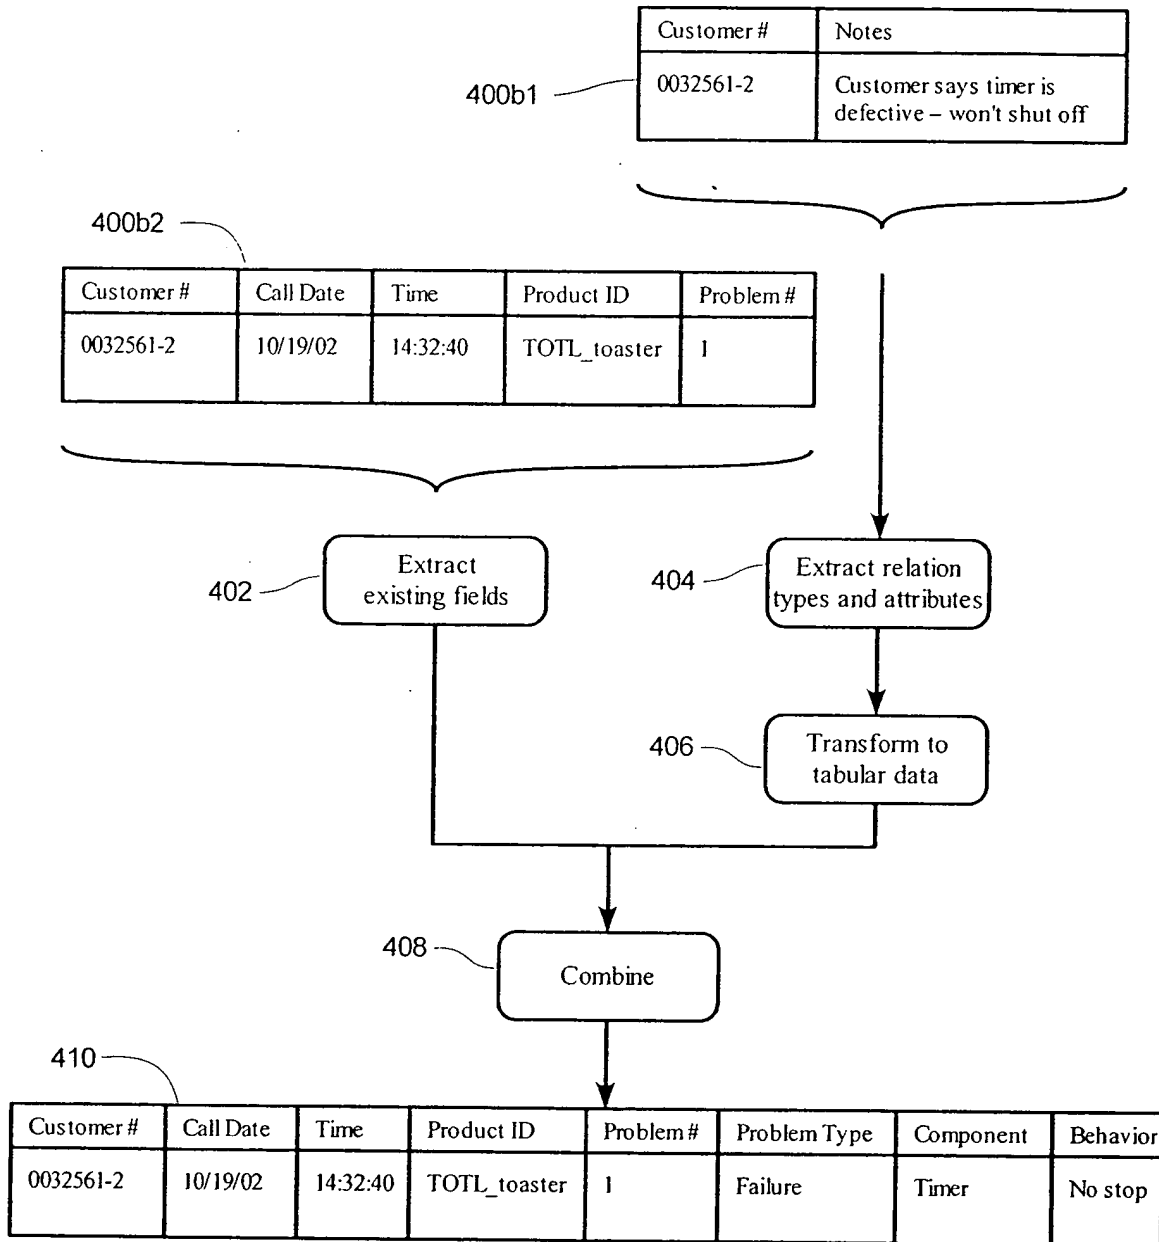 Customer # Notes
400b1
0032561-2 Customer says timer is
defective – won't shut off
400b2
Customer # Call Date Time Product ID Problem #
0032561-2 10/19/02 14:32:40 TOTL_toaster 1
402
Extract
existing fields
404
Extract relation
types and attributes
406
Transform to
tabular data
408
Combine
410
Customer # Call Date Time Product ID Problem # Problem Type Component Behavior
0032561-2 10/19/02 14:32:40 TOTL_toaster 1 Failure Timer No stop